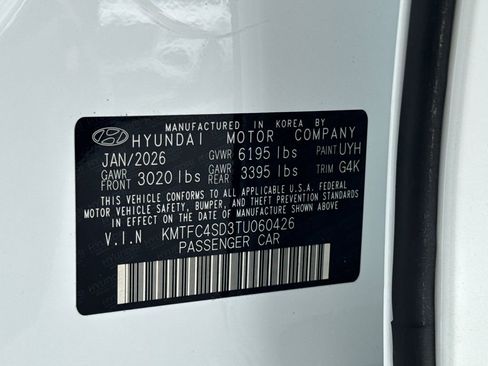 MANUFACTURED IN KOREA BY
HYUNDAI MOTOR COMPANY
JAN/2026 GVWR 6195 lbs PAINT UYH
GAWR FRONT 3020 lbs GAWR REAR 3395 lbs TRIM G4K
THIS VEHICLE CONFORMS TO ALL APPLICABLE U.S.A. FEDERAL
MOTOR VEHICLE SAFETY, BUMPER, AND THEFT PREVENTION STANDARDS
IN EFFECT ON THE DATE OF MANUFACTURE SHOWN ABOVE.
V.I.N KMTFC4SD3TU060426
PASSENGER CAR